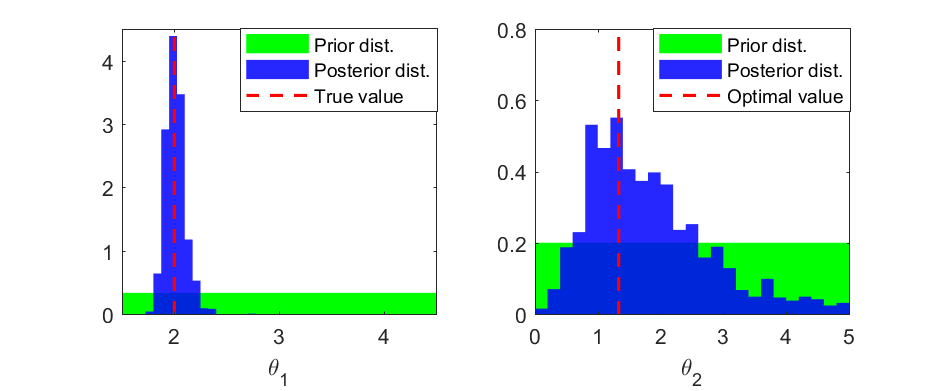 Prior dist.
Posterior dist.
True value
4
3
2
1
0
2
3
4
θ1
Prior dist.
Posterior dist.
Optimal value
0.8
0.6
0.4
0.2
0
0
1
2
3
4
5
θ2